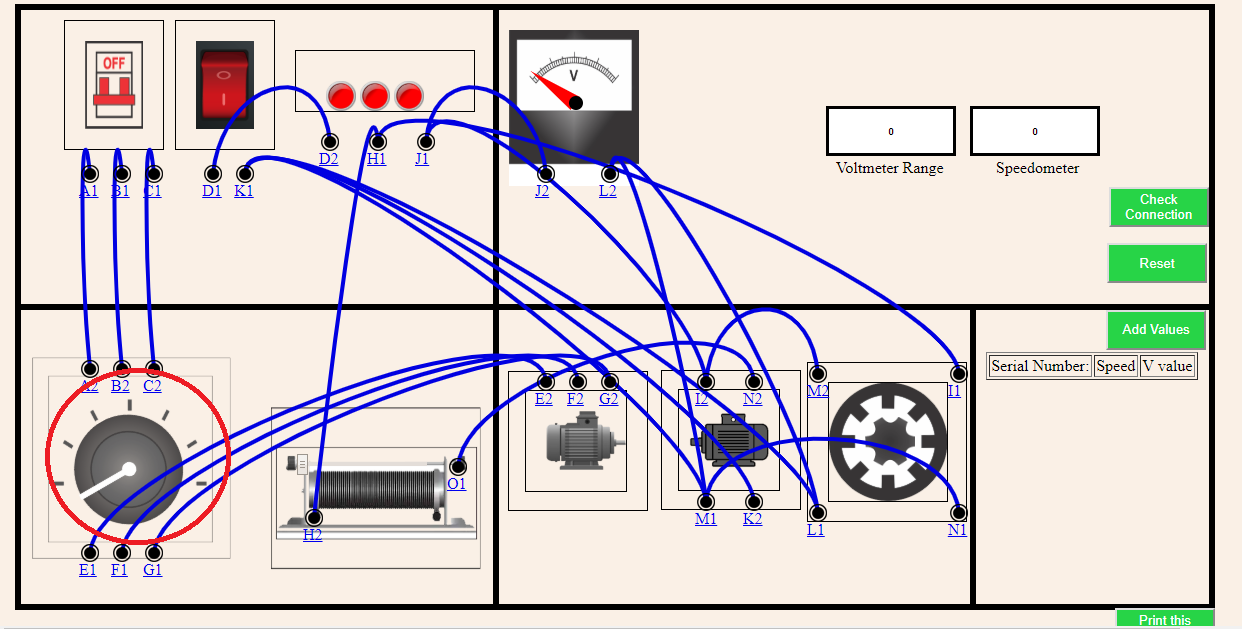 OFF
V
D2 H1 J1
A1 B1 C1 D1 K1
J2 L2
0 0
Voltmeter Range Speedometer
Check
Connection
Reset
Add Values
Serial Number: Speed V value
A2 B2 C2
E2 F2 G2
I2 N2
M2 I1
O1
H2
M1 K2
L1 N1
E1 F1 G1
Print this